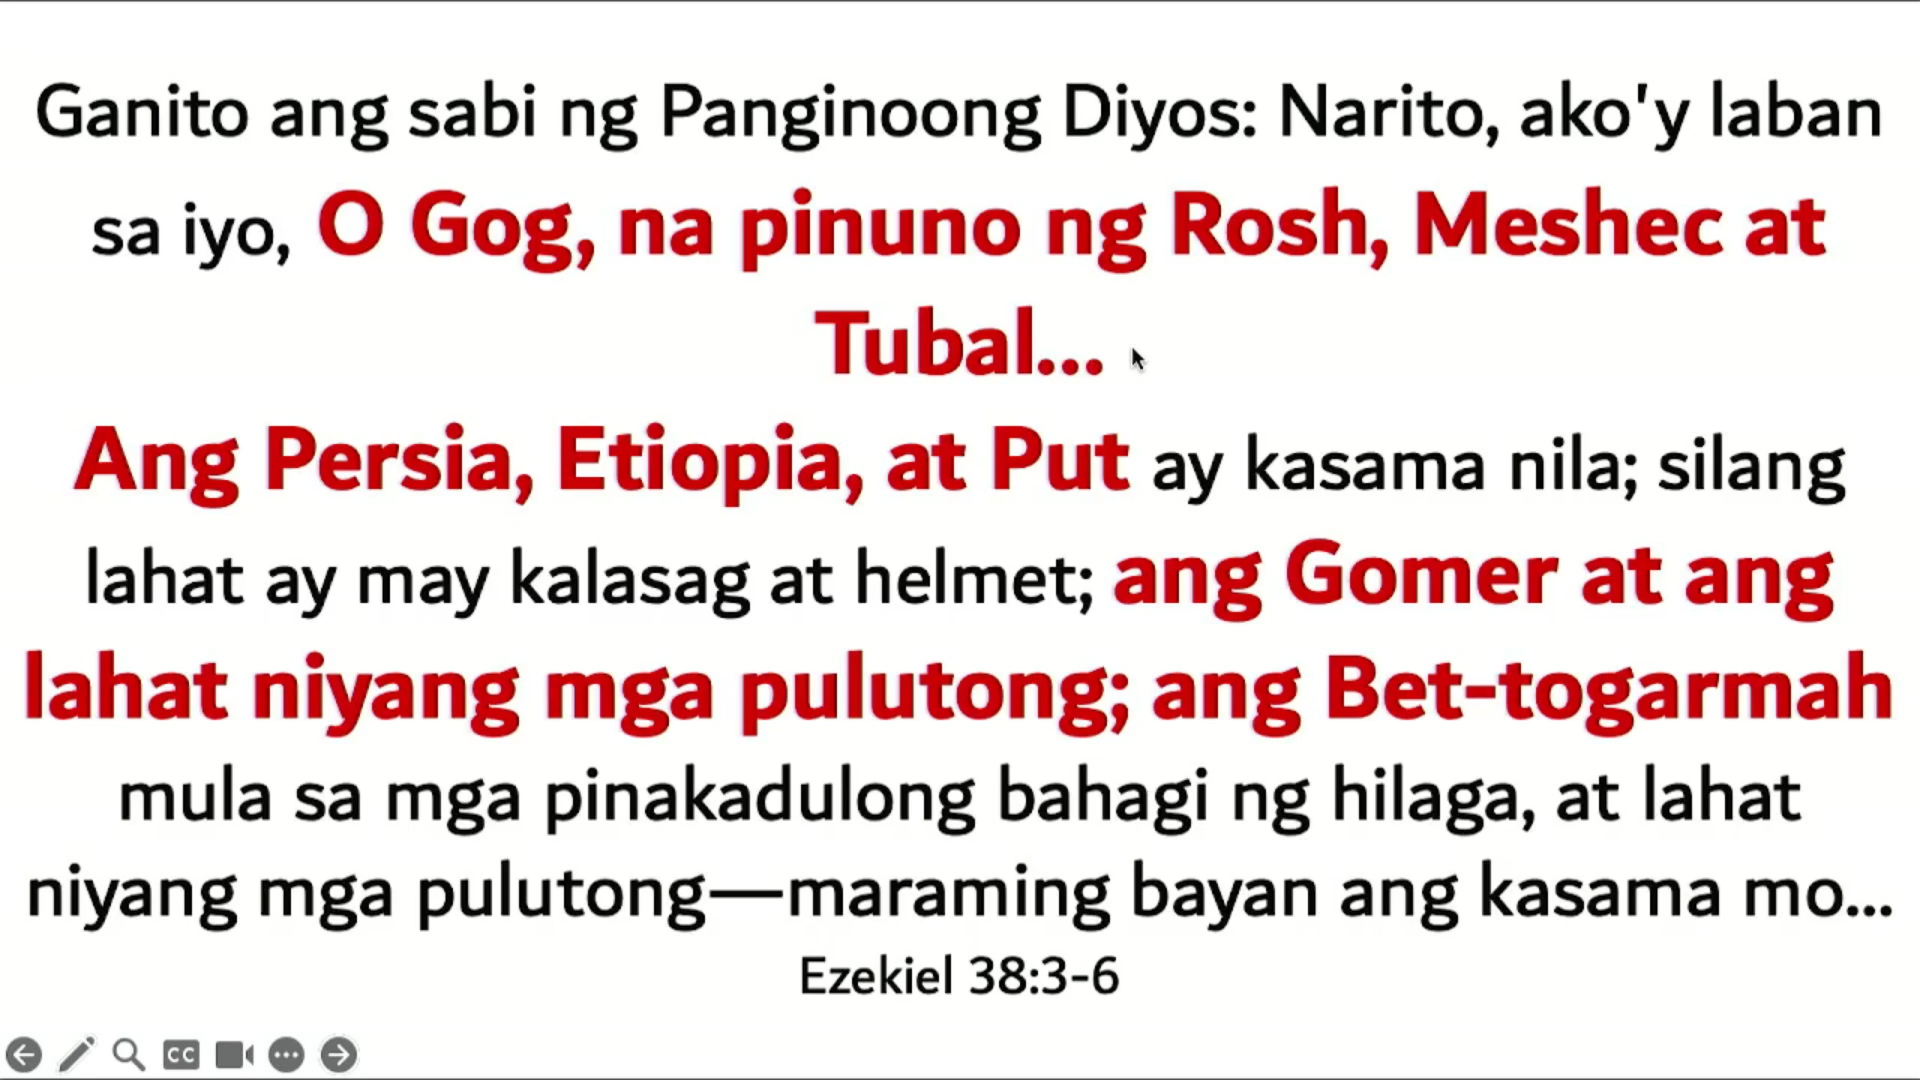 Ganito ang sabi ng Panginoong Diyos: Narito, ako'y laban
sa iyo, O Gog, na pinuno ng Rosh, Meshec at
Tubal...
Ang Persia, Etiopia, at Put ay kasama nila; silang
lahat ay may kalasag at helmet; ang Gomer at ang
lahat niyang mga pulutong; ang Bet-togarmah
mula sa mga pinakadulong bahagi ng hilaga, at lahat
niyang mga pulutong—maraming bayan ang kasama mo...
Ezekiel 38:3-6
CC